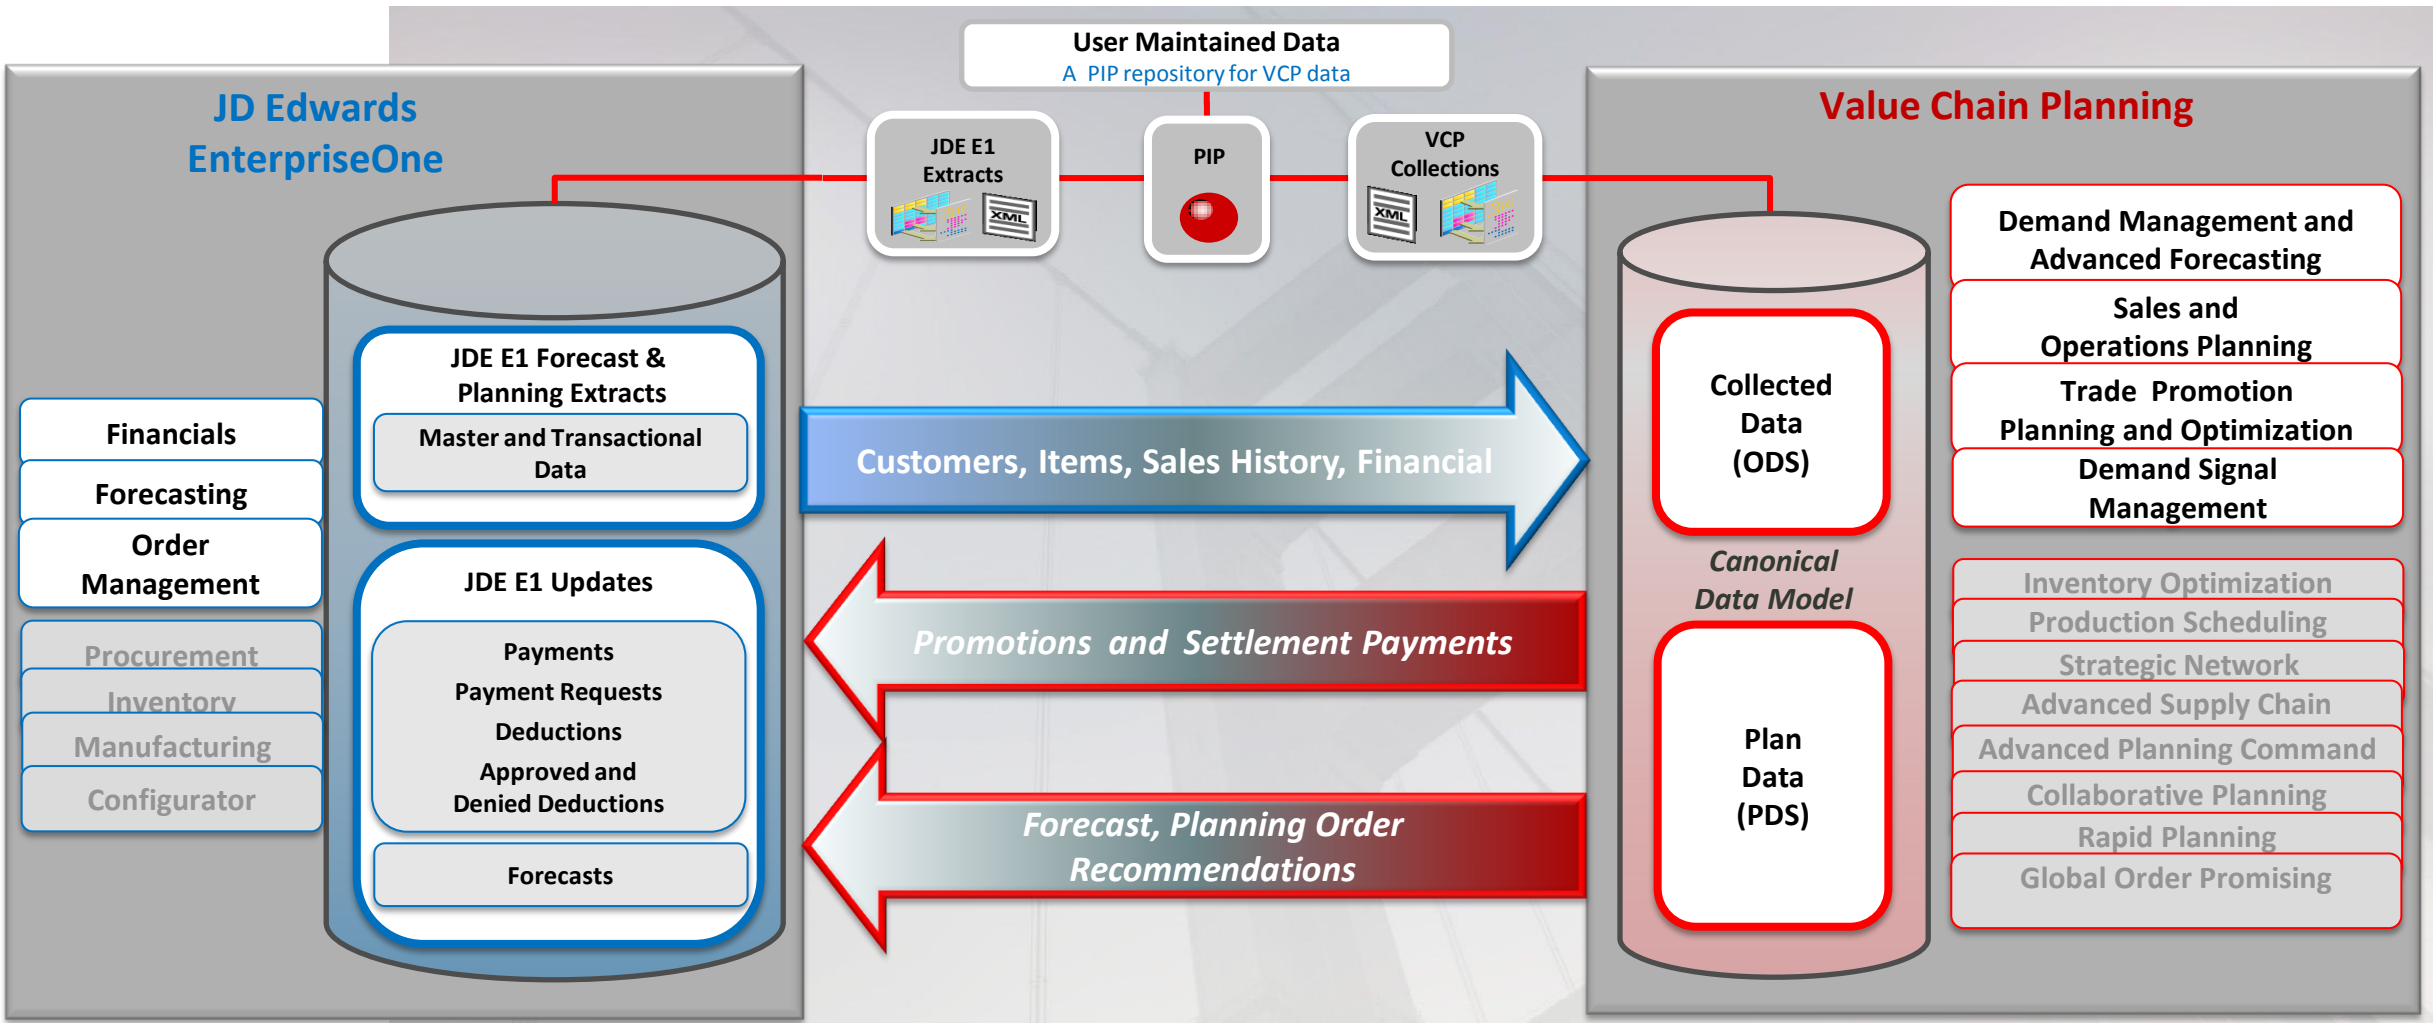 User Maintained Data
A PIP repository for VCP data
JD Edwards
EnterpriseOne
JDE E1
Extracts
XML
PIP
VCP
Collections
XML
Value Chain Planning
Financials
Forecasting
Order
Management
Procurement
Inventory
Manufacturing
Configurator
JDE E1 Forecast &
Planning Extracts
Master and Transactional
Data
JDE E1 Updates
Payments
Payment Requests
Deductions
Approved and
Denied Deductions
Forecasts
Customers, Items, Sales History, Financial
Promotions and Settlement Payments
Forecast, Planning Order
Recommendations
Collected
Data
(ODS)
Canonical
Data Model
Plan
Data
(PDS)
Demand Management and
Advanced Forecasting
Sales and
Operations Planning
Trade Promotion
Planning and Optimization
Demand Signal
Management
Inventory Optimization
Production Scheduling
Strategic Network
Advanced Supply Chain
Advanced Planning Command
Collaborative Planning
Rapid Planning
Global Order Promising